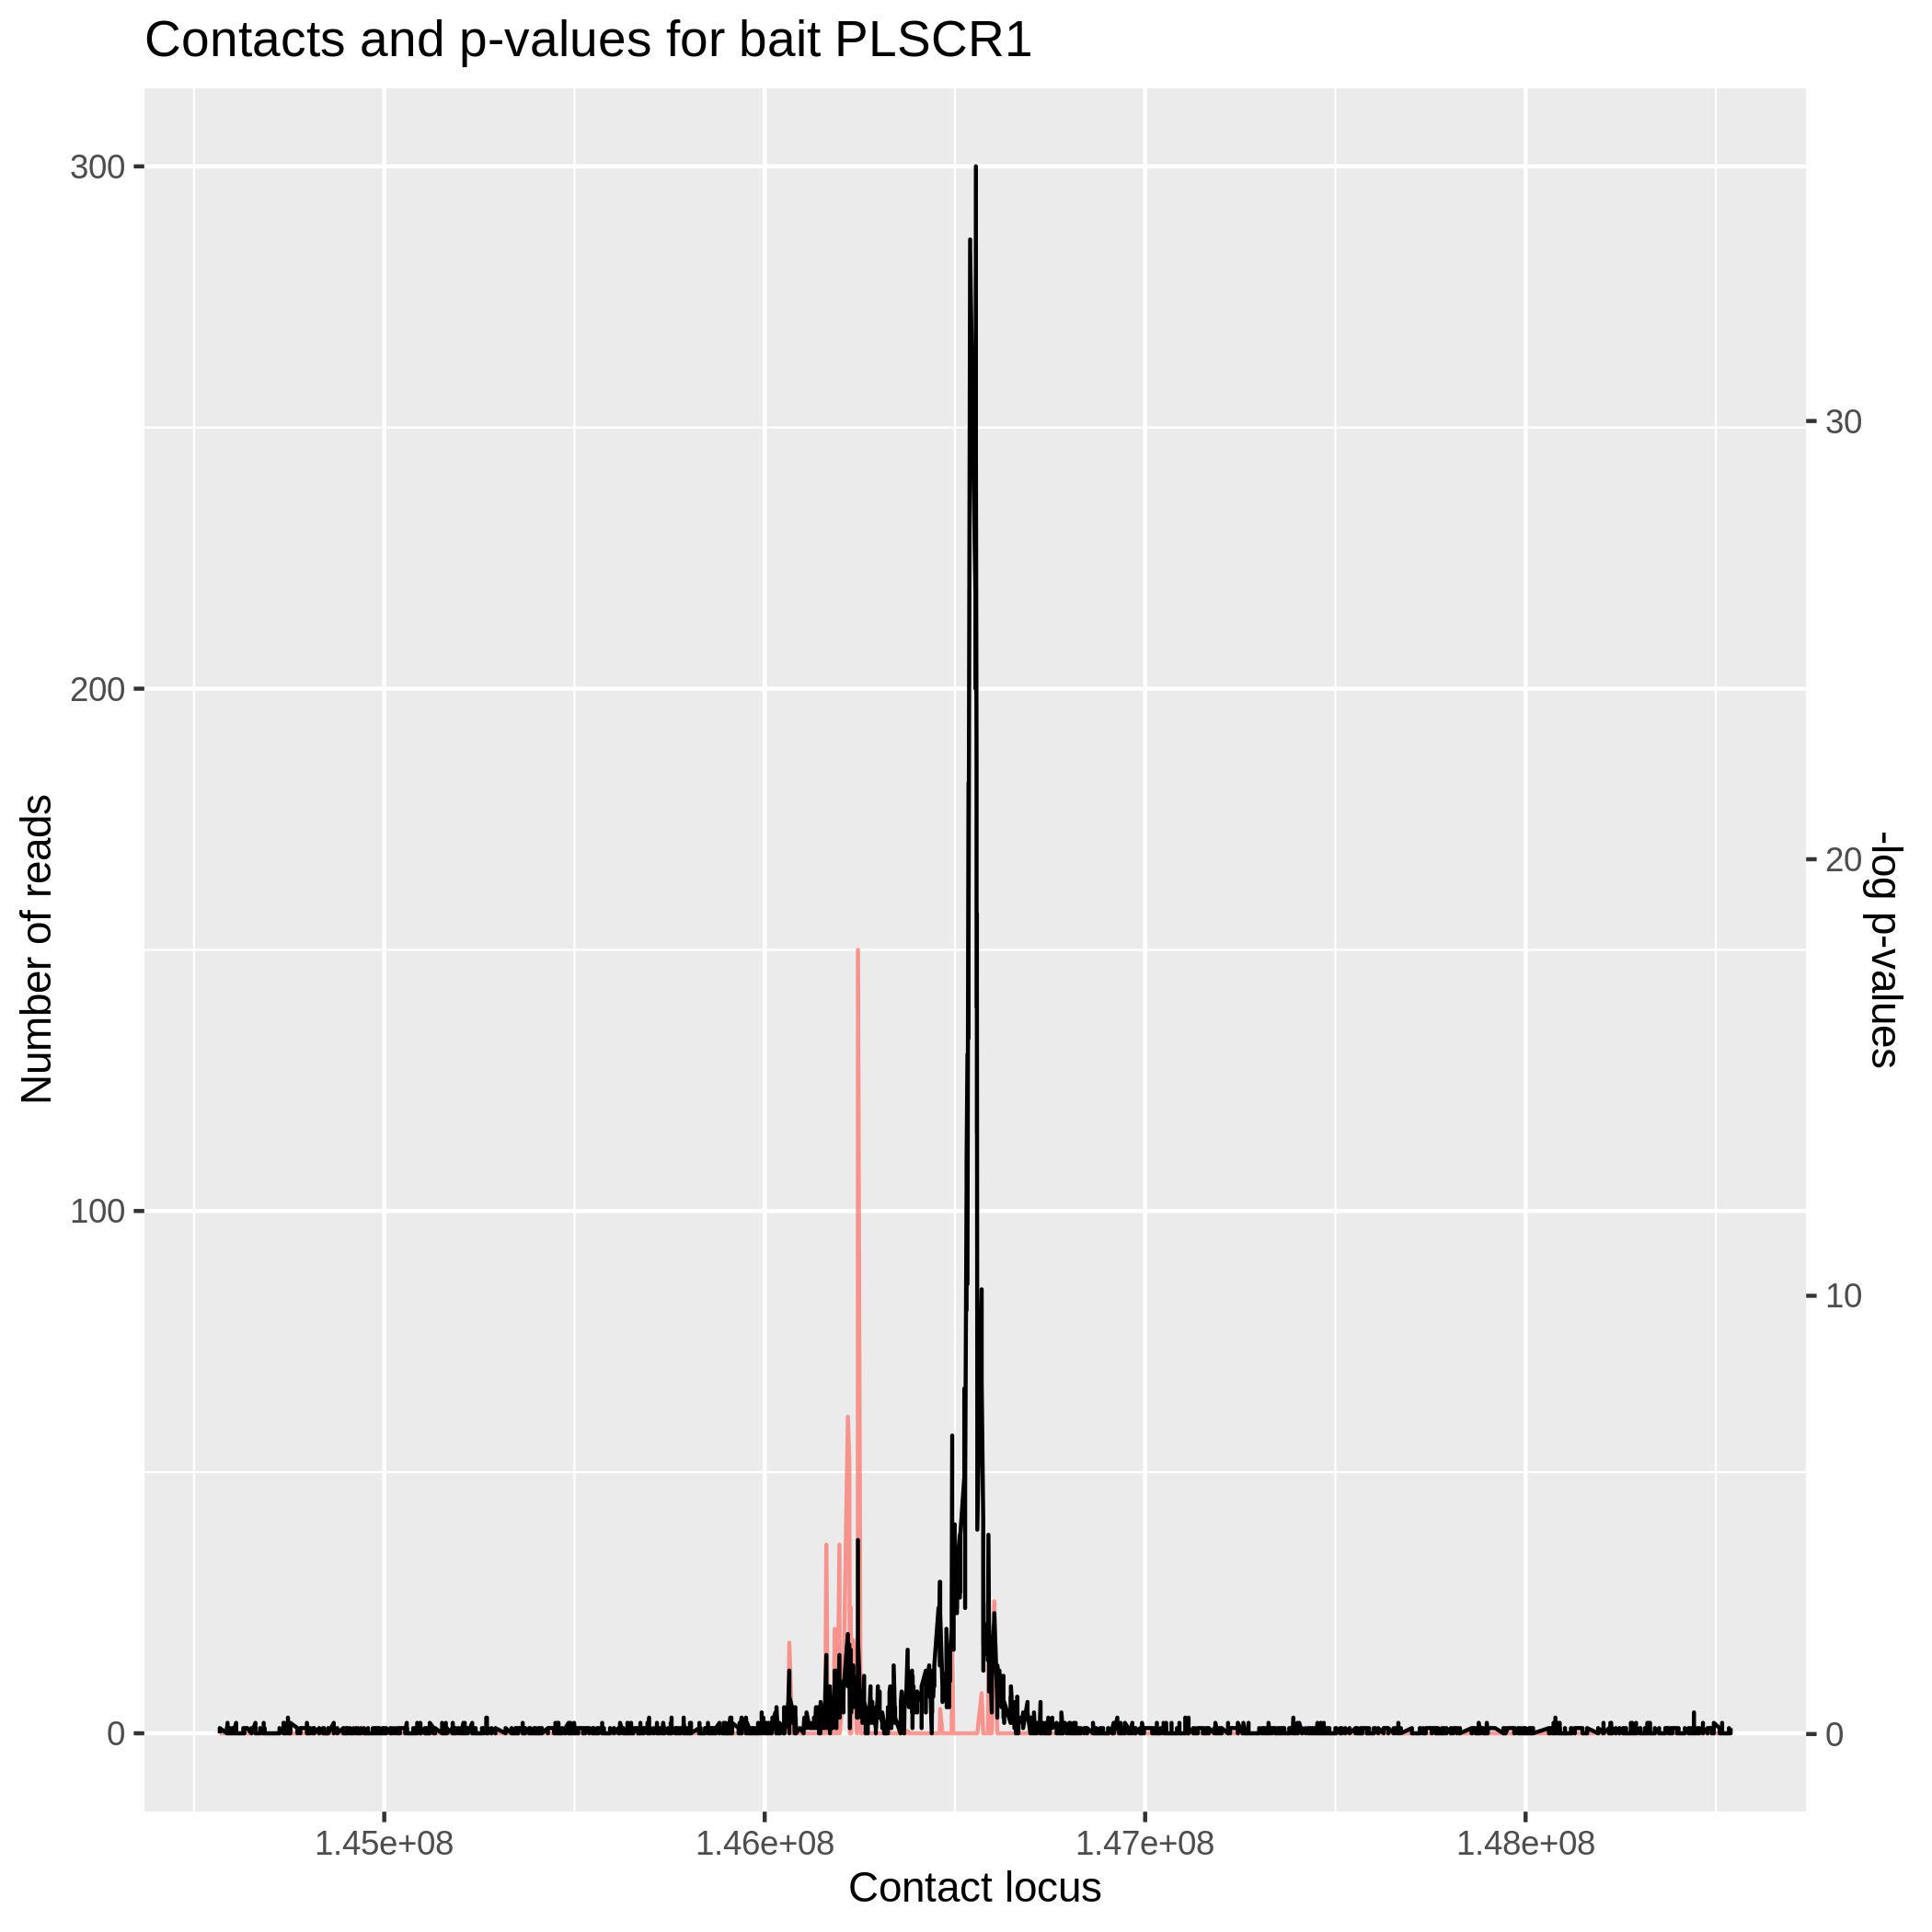 Contacts and p-values for bait PLSCR1
300
200
100
0
Number of reads
30
20
10
0
-log p-values
1.45e+08
1.46e+08
1.47e+08
1.48e+08
Contact locus